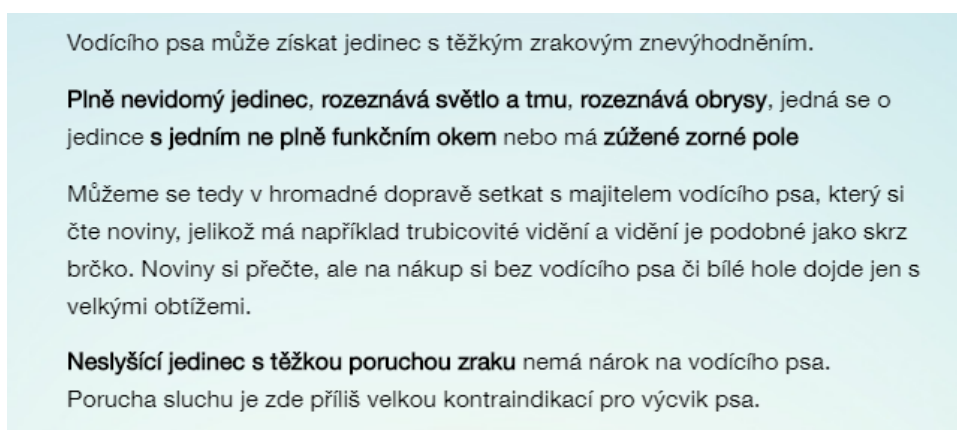 Vodícího psa může získat jedinec s těžkým zrakovým znevýhodněním.
Plně nevidomý jedinec, rozeznává světlo a tmu, rozeznává obrysy, jedná se o
jedince s jedním ne plně funkčním okem nebo má zúžené zorné pole
Můžeme se tedy v hromadné dopravě setkat s majitelem vodícího psa, který si
čte noviny, jelikož má například trubicovité vidění a vidění je podobné jako skrz
brčko. Noviny si přečte, ale na nákup si bez vodícího psa či bílé hole dojde jen s
velkými obtížemi.
Neslyšící jedinec s těžkou poruchou zraku nemá nárok na vodícího psa.
Porucha sluchu je zde příliš velkou kontraindikací pro výcvik psa.